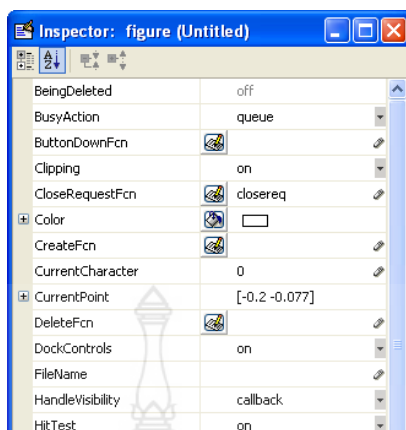 Inspector: figure (Untitled)
BeingDeleted off
BusyAction queue
ButtonDownFcn
Clipping on
CloseRequestFcn closereq
Color
CreateFcn
CurrentCharacter 0
CurrentPoint [-0.2 -0.077]
DeleteFcn
DockControls on
FileName
HandleVisibility callback
HitTest on